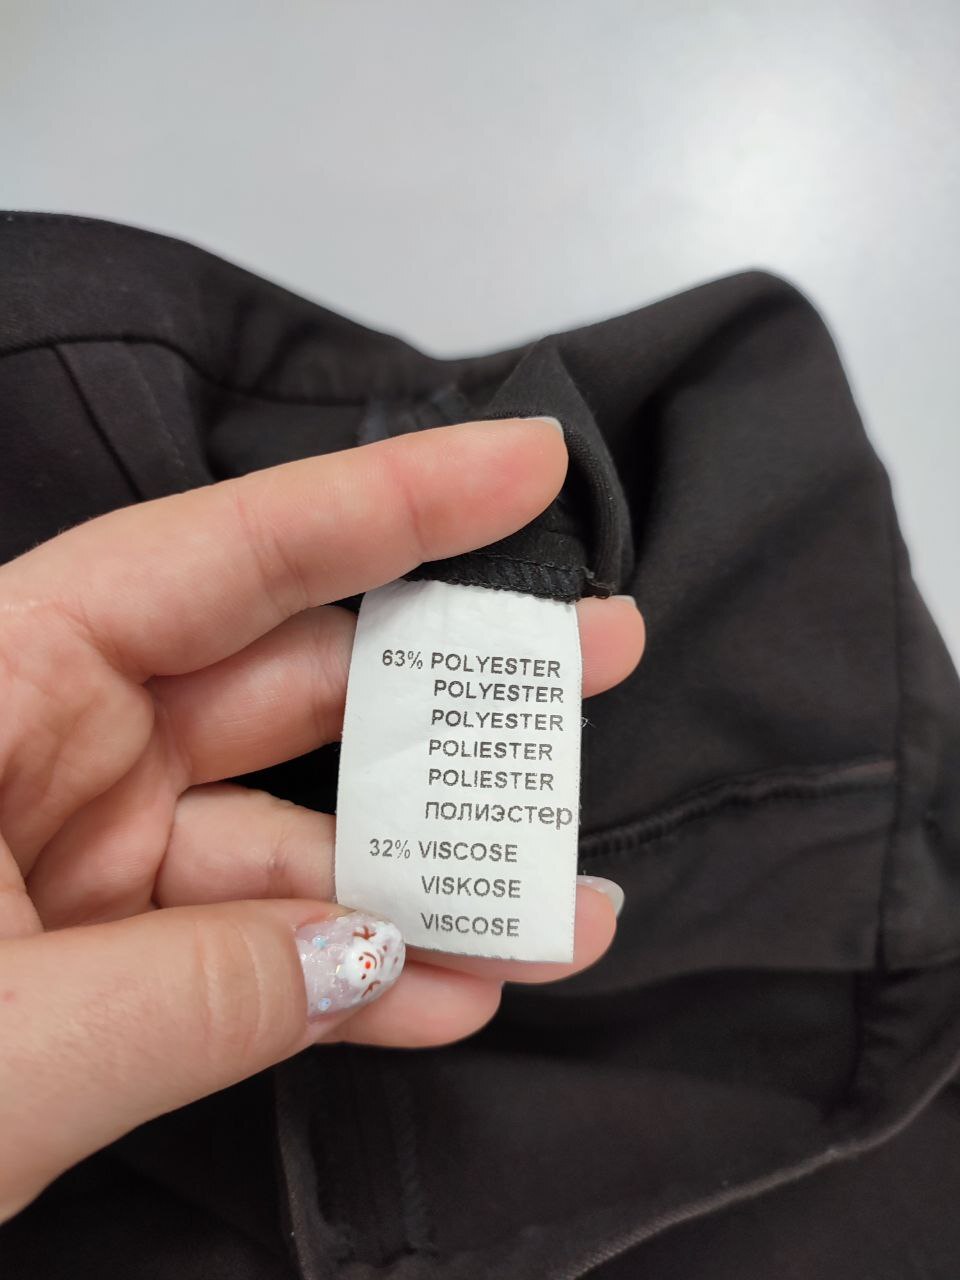 63% POLYESTER
POLYESTER
POLYESTER
POLIESTER
POLIESTER
ПОЛИЭСТЕР
32% VISCOSE
VISKOSE
VISCOSE